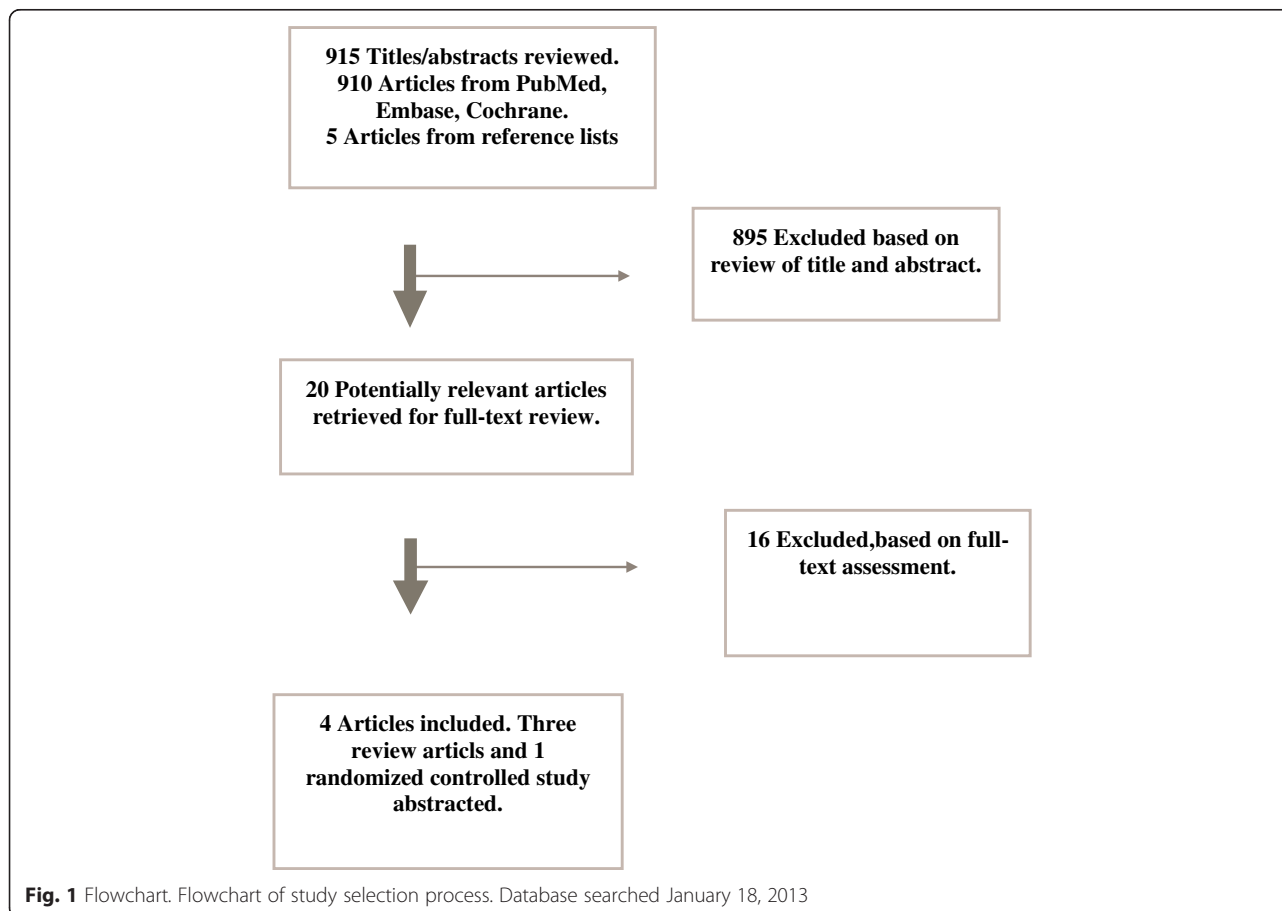 915 Titles/abstracts reviewed.
910 Articles from PubMed,
Embase, Cochrane.
5 Articles from reference lists
895 Excluded based on
review of title and abstract.
20 Potentially relevant articles
retrieved for full-text review.
16 Excluded,based on full-
text assessment.
4 Articles included. Three
review articls and 1
randomized controlled study
abstracted.
Fig. 1 Flowchart. Flowchart of study selection process. Database searched January 18, 2013